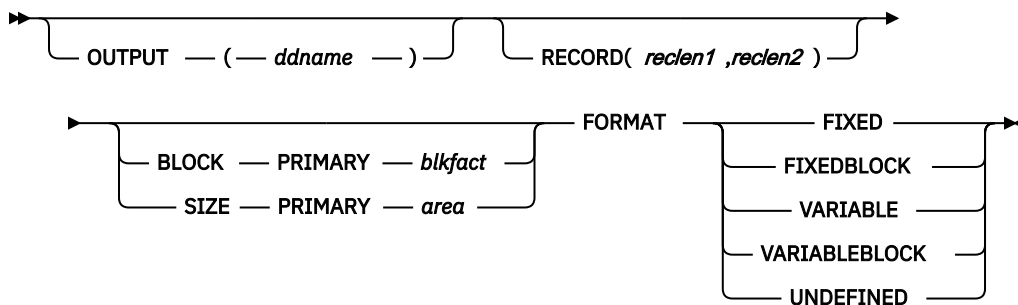 OUTPUT ( ddname ) RECORD( reclen1 ,reclen2 )
FORMAT FIXED
BLOCK PRIMARY blkfact FIXEDBLOCK
SIZE PRIMARY area VARIABLE
VARIABLEBLOCK
UNDEFINED